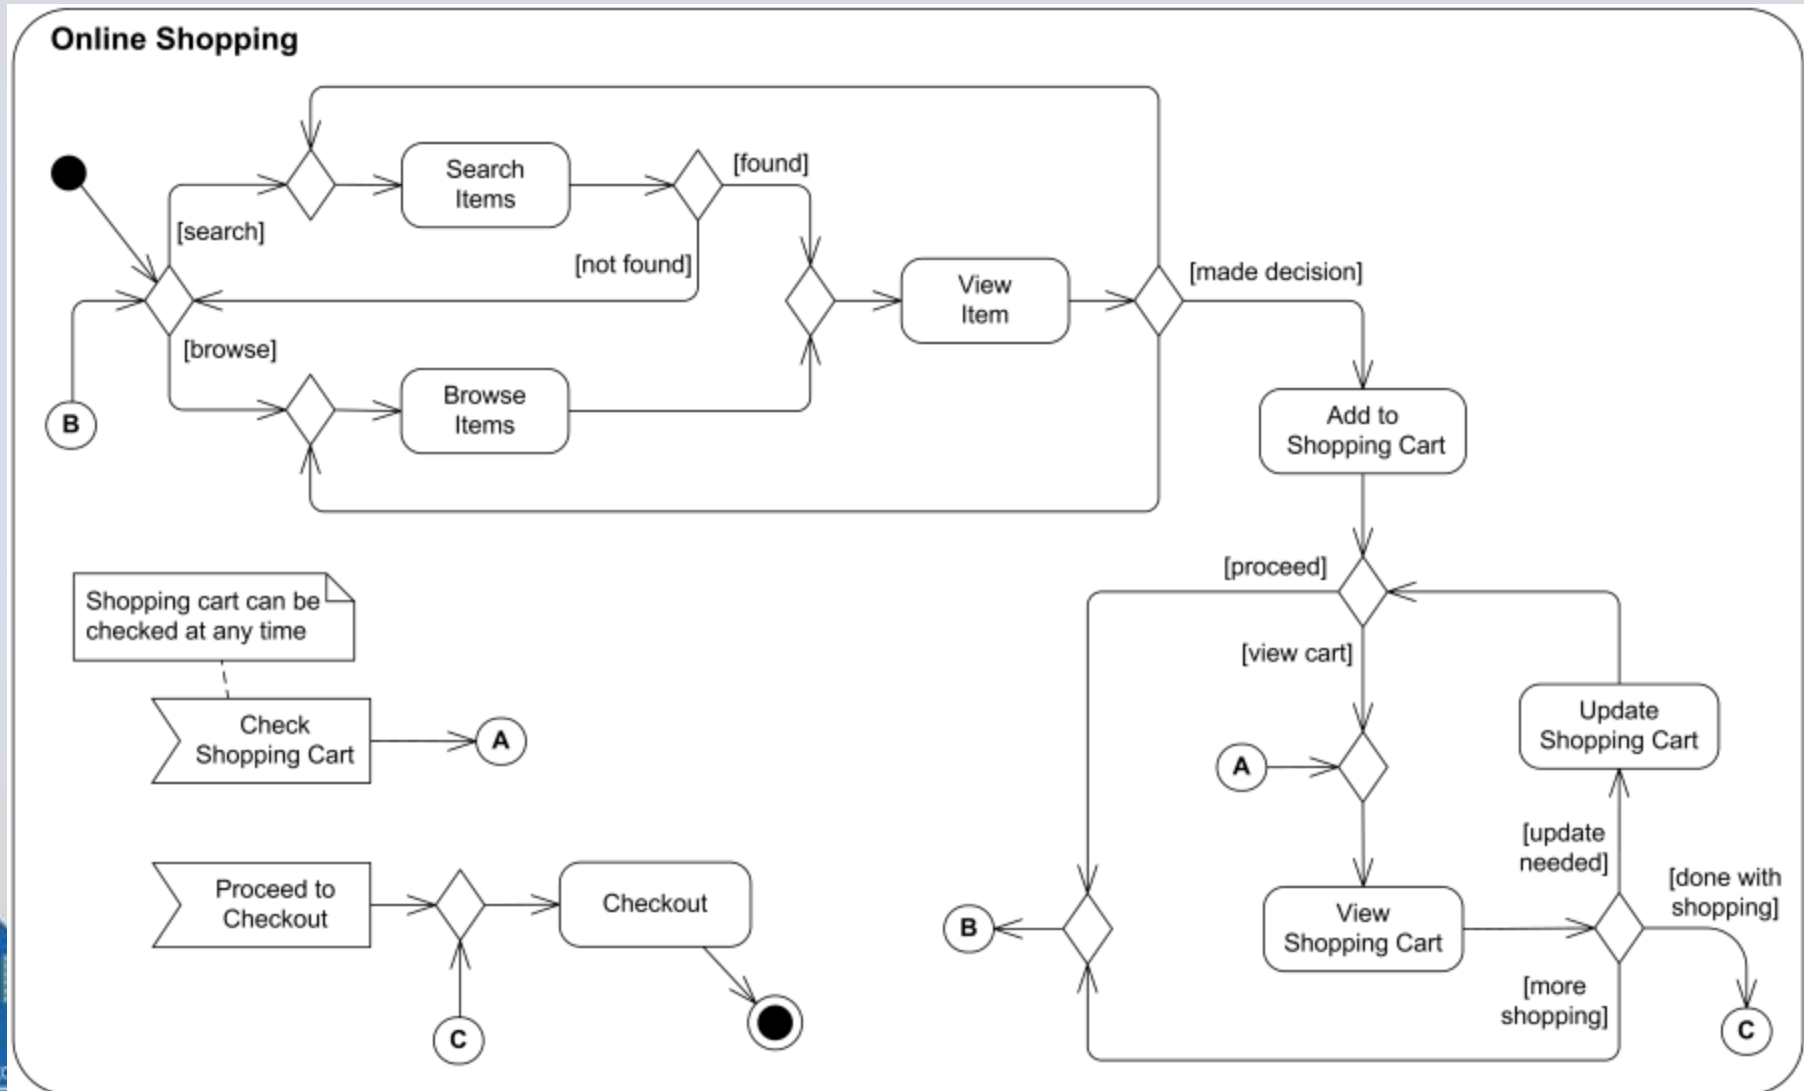 Online Shopping
Search
Items
[found]
[search]
[not found]
[made decision]
View
Item
[browse]
Browse
Items
B
Add to
Shopping Cart
[proceed]
Shopping cart can be
checked at any time
[view cart]
Check
Shopping Cart
A
A
Update
Shopping Cart
[update
needed]
[done with
shopping]
Proceed to
Checkout
Checkout
B
View
Shopping Cart
[more
shopping]
C
C